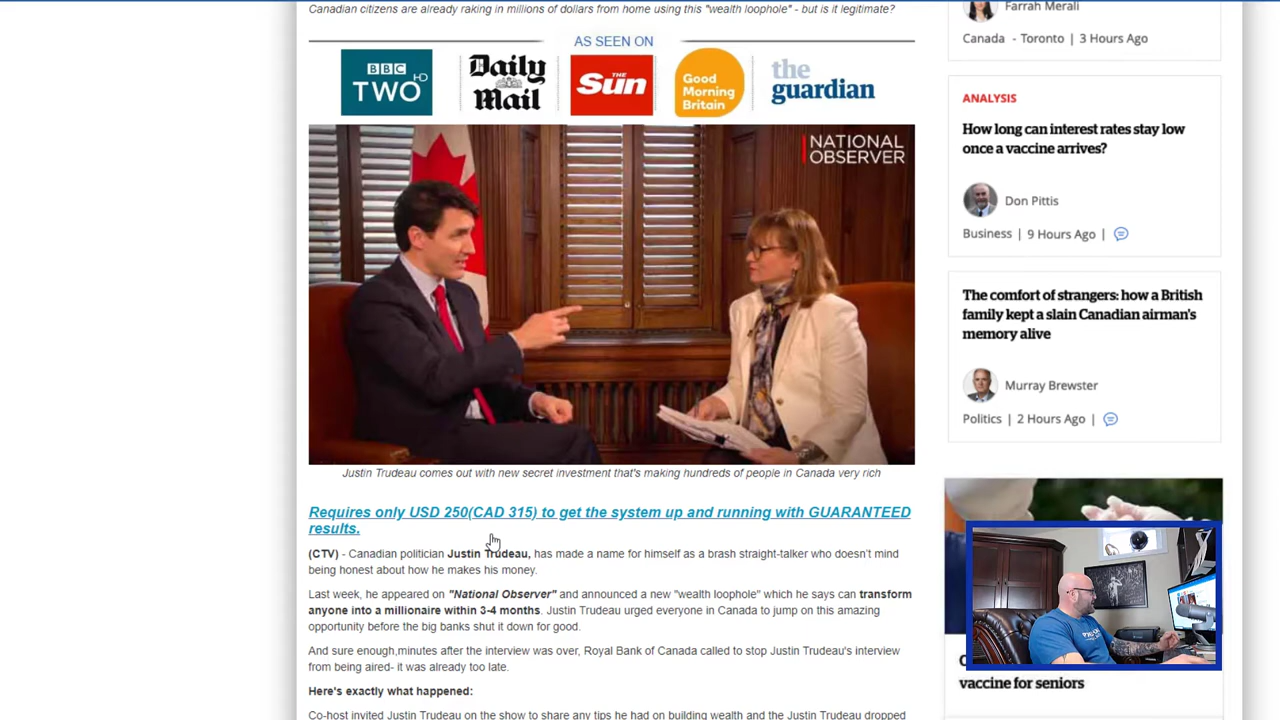 Canadian citizens are already raking in millions of dollars from home using this "wealth loophole" - but is it legitimate?
AS SEEN ON
BBC
TWO HD
Daily
Mail
THE
Sun
Good
Morning
Britain
the
guardian
NATIONAL
OBSERVER
Justin Trudeau comes out with new secret investment that's making hundreds of people in Canada very rich
Requires only USD 250(CAD 315) to get the system up and running with GUARANTEED
results.
(CTV) - Canadian politician Justin Trudeau, has made a name for himself as a brash straight-talker who doesn't mind
being honest about how he makes his money.
Last week, he appeared on "National Observer" and announced a new "wealth loophole" which he says can transform
anyone into a millionaire within 3-4 months. Justin Trudeau urged everyone in Canada to jump on this amazing
opportunity before the big banks shut it down for good.
And sure enough,minutes after the interview was over, Royal Bank of Canada called to stop Justin Trudeau's interview
from being aired- it was already too late.
Here's exactly what happened:
Co-host invited Justin Trudeau on the show to share any tips he had on building wealth and the Justin Trudeau dropped
Farrah Merali
Canada - Toronto | 3 Hours Ago
ANALYSIS
How long can interest rates stay low
once a vaccine arrives?
Don Pittis
Business | 9 Hours Ago |
The comfort of strangers: how a British
family kept a slain Canadian airman's
memory alive
Murray Brewster
Politics | 2 Hours Ago |
vaccine for seniors